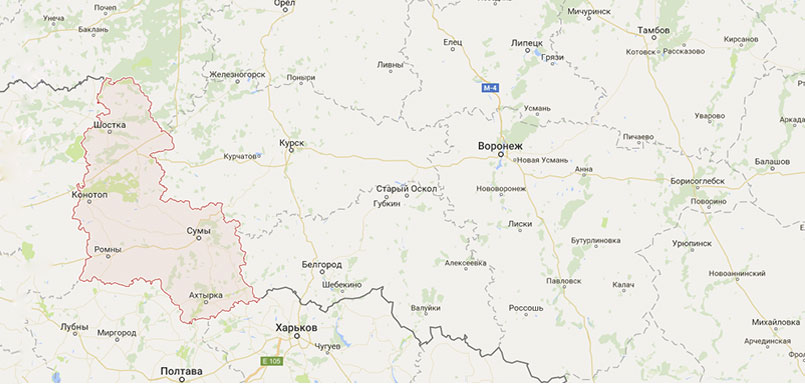 Почеп
Орел
Мичуринск
Унеча
Баклань
Тамбов
Кирсанов
Елец
Липецк
Грязи
Котовск
Рассказово
Железногорск
Поныри
Ливны
М-4
Усмань
Уварово
Шостка
Пичаево
Курск
Воронеж
Курчатов
Новая Усмань
Анна
Балашов
Борисоглебск
Старый Оскол
Губкин
Нововоронеж
Конотоп
Поворино
Сумы
Лиски
Ромны
Бутурлиновка
Урюпинск
Белгород
Алексеевка
Новоаннинский
Шебекино
Павловск
Калач
Ахтырка
Валуйки
Россошь
Лубны
Миргород
Харьков
Михайловка
Чугуев
Арчединская
E 105
Полтава